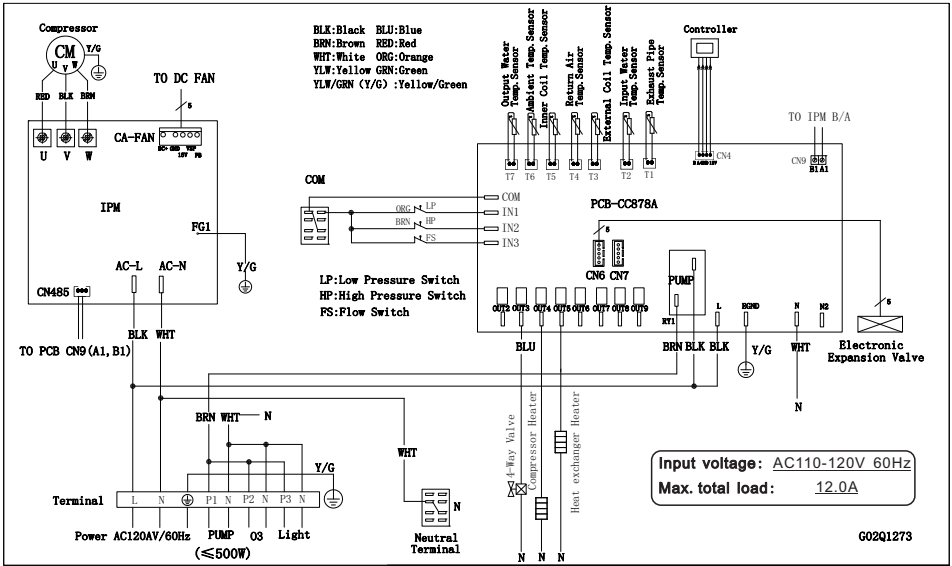 Compressor
CM
U V W
Y/G
RED BLK BRN
TO DC FAN
5
CA-FAN
DC+ GND VSP
15V FB
U V W
IPM
FG1
Y/G
AC-L AC-N
CN485
BLK WHT
TO PCB CN9(A1,B1)
BLK:Black BLU:Blue
BRN:Brown RED:Red
WHT:White ORG:Orange
YLW:Yellow GRN:Green
YLW/GRN (Y/G) :Yellow/Green
COM
ORG LP
BRN HP
FS
COM
IN1
IN2
IN3
LP:Low Pressure Switch
HP:High Pressure Switch
FS:Flow Switch
Output Water
Temp. Sensor
Ambient Temp. Sensor
Inner Coil Temp. Sensor
Return Air
Temp. Sensor
External Coil Temp. Sensor
Input Water
Temp. Sensor
Exhaust Pipe
Temp. Sensor
T7 T6 T5 T4 T3 T2 T1
Controller
CN4
TO IPM B/A
CN9
B1 A1
PCB-CC878A
5
CN6 CN7
PUMP
RY1
OUT2 OUT3 OUT4 OUT5 OUT6 OUT7 OUT8 OUT9
L EGND N N2
BLU
BRN BLK BLK
Y/G
WHT
N
5
Electronic
Expansion Valve
4-Way Valve
Compressor Heater
Heat exchanger Heater
N N N
BRN WHT N
Y/G
WHT
Terminal
L N P1 N P2 N P3 N
Power AC120AV/60Hz PUMP O3 Light
(≤500W)
N
Neutral
Terminal
Input voltage: AC110-120V 60Hz
Max. total load: 12.0A
G02Q1273